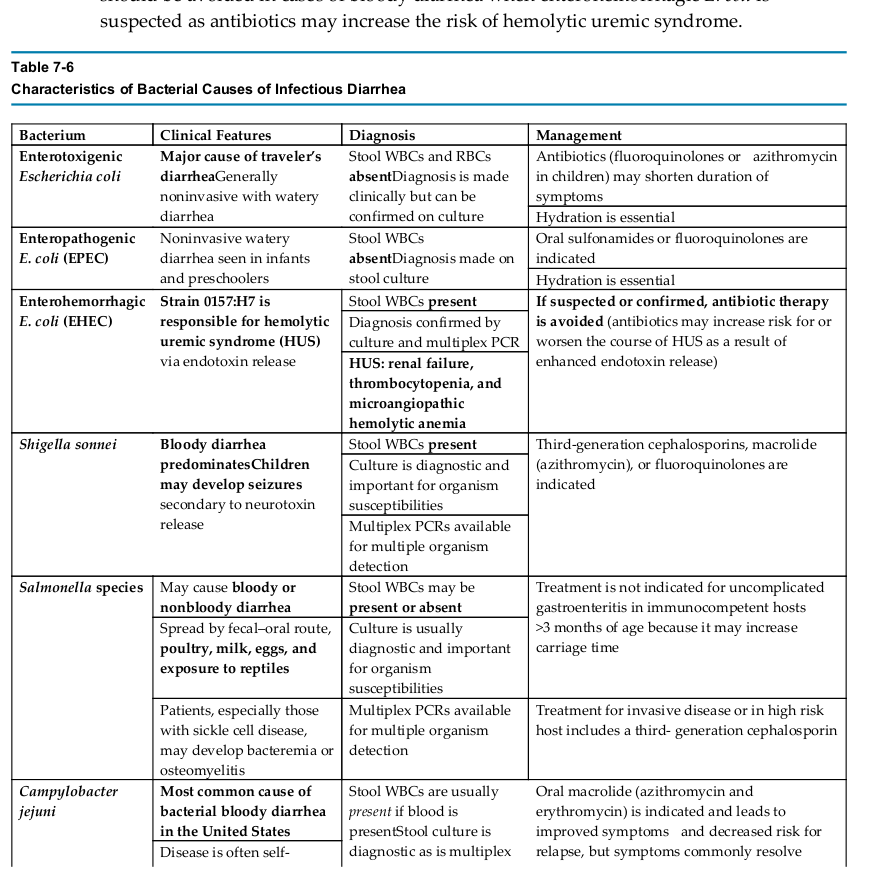 suspected as antibiotics may increase the risk of hemolytic uremic syndrome.
Table 7-6
Characteristics of Bacterial Causes of Infectious Diarrhea
Bacterium Clinical Features Diagnosis Management
Enterotoxigenic
Escherichia coli
Major cause of traveler’s
diarrheaGenerally
noninvasive with watery
diarrhea
Stool WBCs and RBCs
absentDiagnosis is made
clinically but can be
confirmed on culture
Antibiotics (fluoroquinolones or azithromycin
in children) may shorten duration of
symptoms
Hydration is essential
Enteropathogenic
E. coli (EPEC)
Noninvasive watery
diarrhea seen in infants
and preschoolers
Stool WBCs
absentDiagnosis made on
stool culture
Oral sulfonamides or fluoroquinolones are
indicated
Hydration is essential
Enterohemorrhagic
E. coli (EHEC)
Strain 0157:H7 is
responsible for hemolytic
uremic syndrome (HUS)
via endotoxin release
Stool WBCs present
Diagnosis confirmed by
culture and multiplex PCR
HUS: renal failure,
thrombocytopenia, and
microangiopathic
hemolytic anemia
If suspected or confirmed, antibiotic therapy
is avoided (antibiotics may increase risk for or
worsen the course of HUS as a result of
enhanced endotoxin release)
Shigella sonnei
Bloody diarrhea
predominatesChildren
may develop seizures
secondary to neurotoxin
release
Stool WBCs present
Culture is diagnostic and
important for organism
susceptibilities
Multiplex PCRs available
for multiple organism
detection
Third-generation cephalosporins, macrolide
(azithromycin), or fluoroquinolones are
indicated
Salmonella species
May cause bloody or
nonbloody diarrhea
Spread by fecal–oral route,
poultry, milk, eggs, and
exposure to reptiles
Patients, especially those
with sickle cell disease,
may develop bacteremia or
osteomyelitis
Stool WBCs may be
present or absent
Culture is usually
diagnostic and important
for organism
susceptibilities
Multiplex PCRs available
for multiple organism
detection
Treatment is not indicated for uncomplicated
gastroenteritis in immunocompetent hosts
>3 months of age because it may increase
carriage time
Treatment for invasive disease or in high risk
host includes a third- generation cephalosporin
Campylobacter
jejuni
Most common cause of
bacterial bloody diarrhea
in the United States
Disease is often self-
Stool WBCs are usually
present if blood is
presentStool culture is
diagnostic as is multiplex
Oral macrolide (azithromycin and
erythromycin) is indicated and leads to
improved symptoms and decreased risk for
relapse, but symptoms commonly resolve